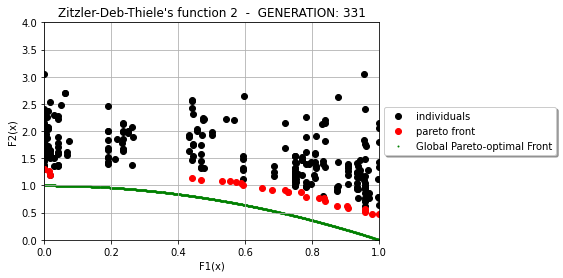 Zitzler-Deb-Thiele's function 2 - GENERATION: 331
4.0
3.5
3.0
2.5
2.0
1.5
1.0
0.5
0.0
F2(x)
0.0 0.2 0.4 0.6 0.8 1.0
F1(x)
individuals
pareto front
Global Pareto-optimal Front